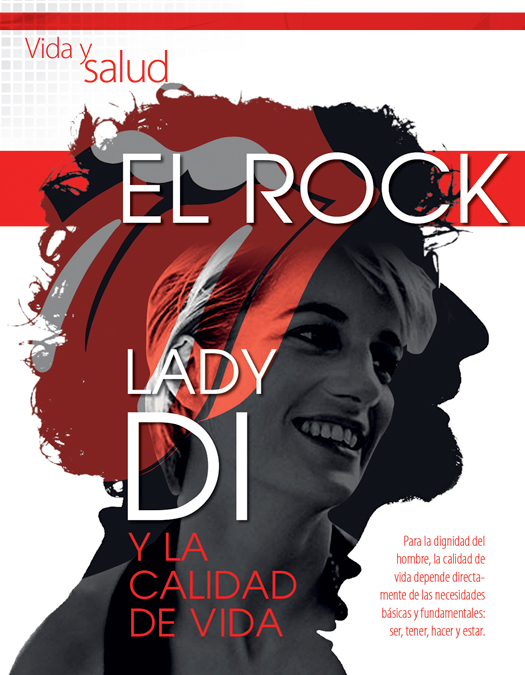 Vida y
salud
EL ROCK
LADY
DI
Y LA
CALIDAD
DE VIDA
Para la dignidad del
hombre, la calidad de
vida depende directa-
mente de las necesidades
básicas y fundamentales:
ser, tener, hacer y estar.